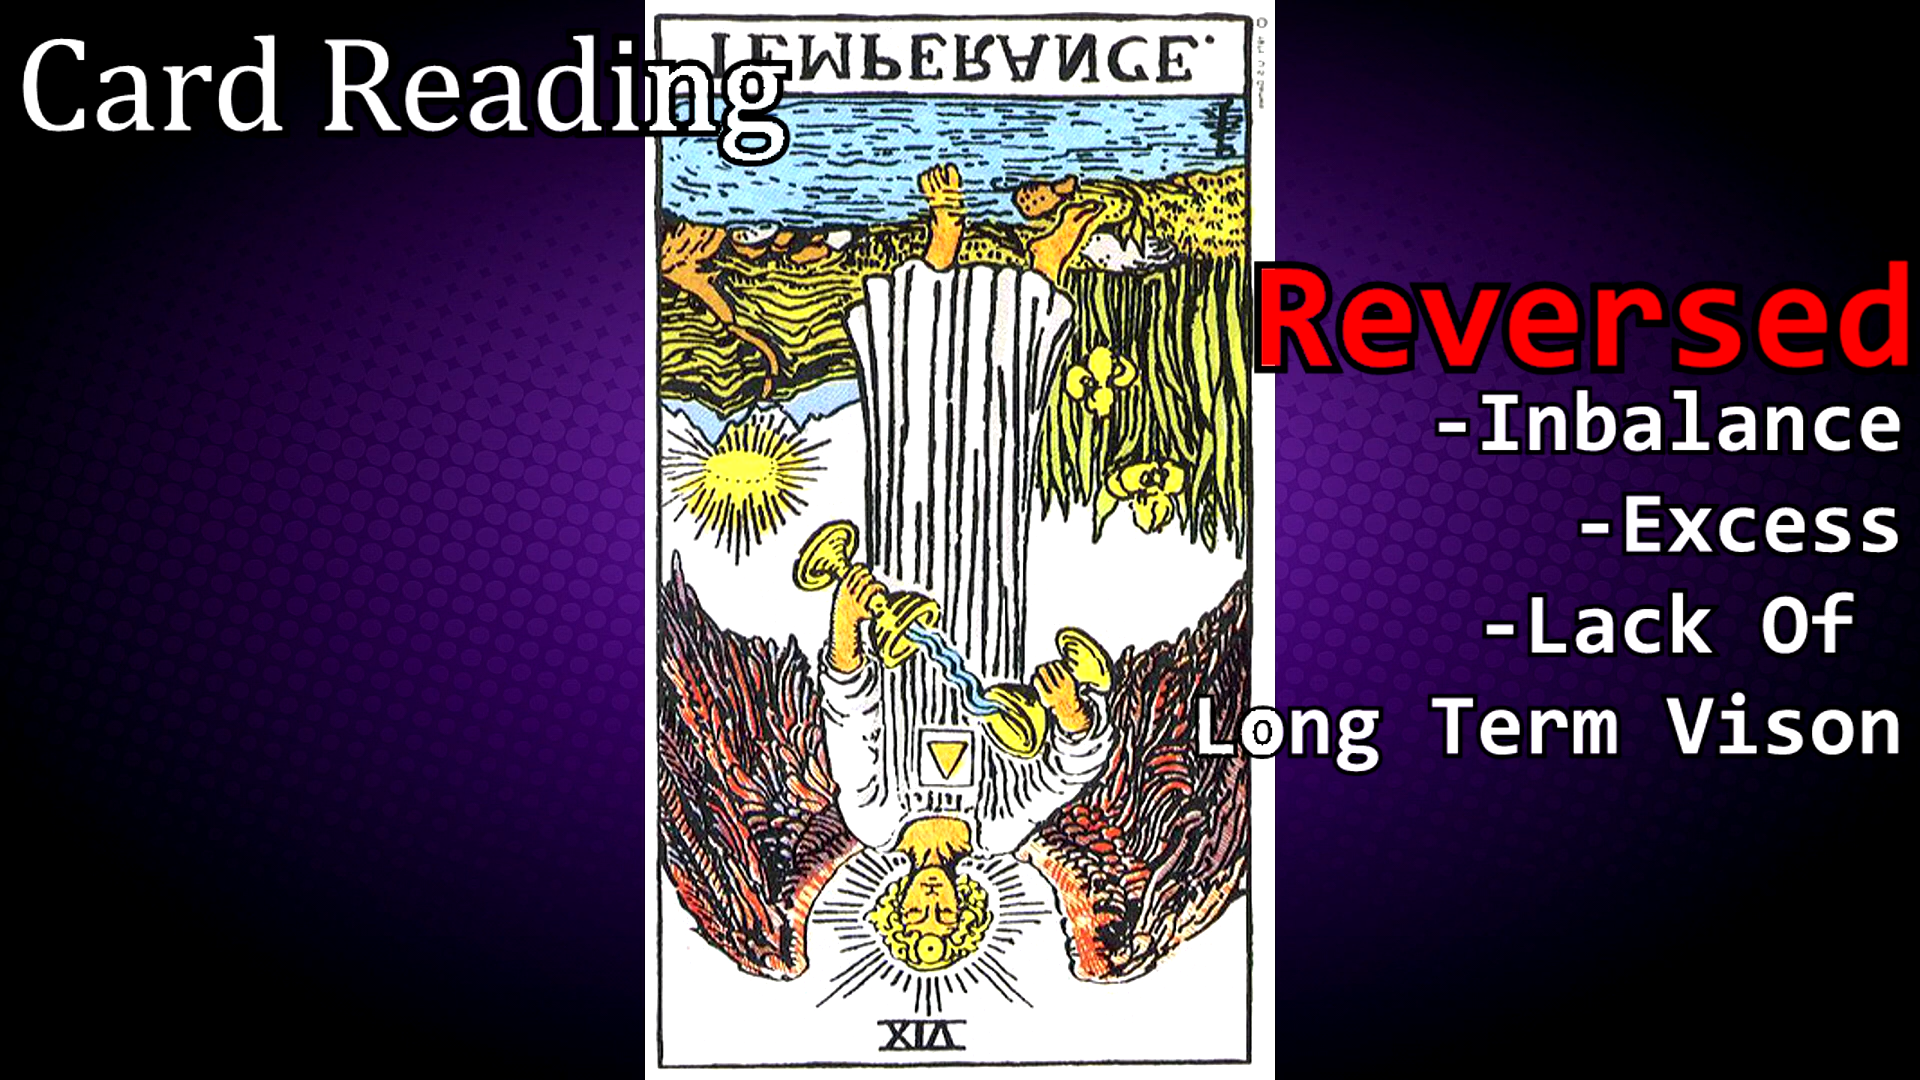 Card Reading
TEMPERANCE.
Reversed
-Inbalance
-Excess
-Lack Of
Long Term Vison
XIV